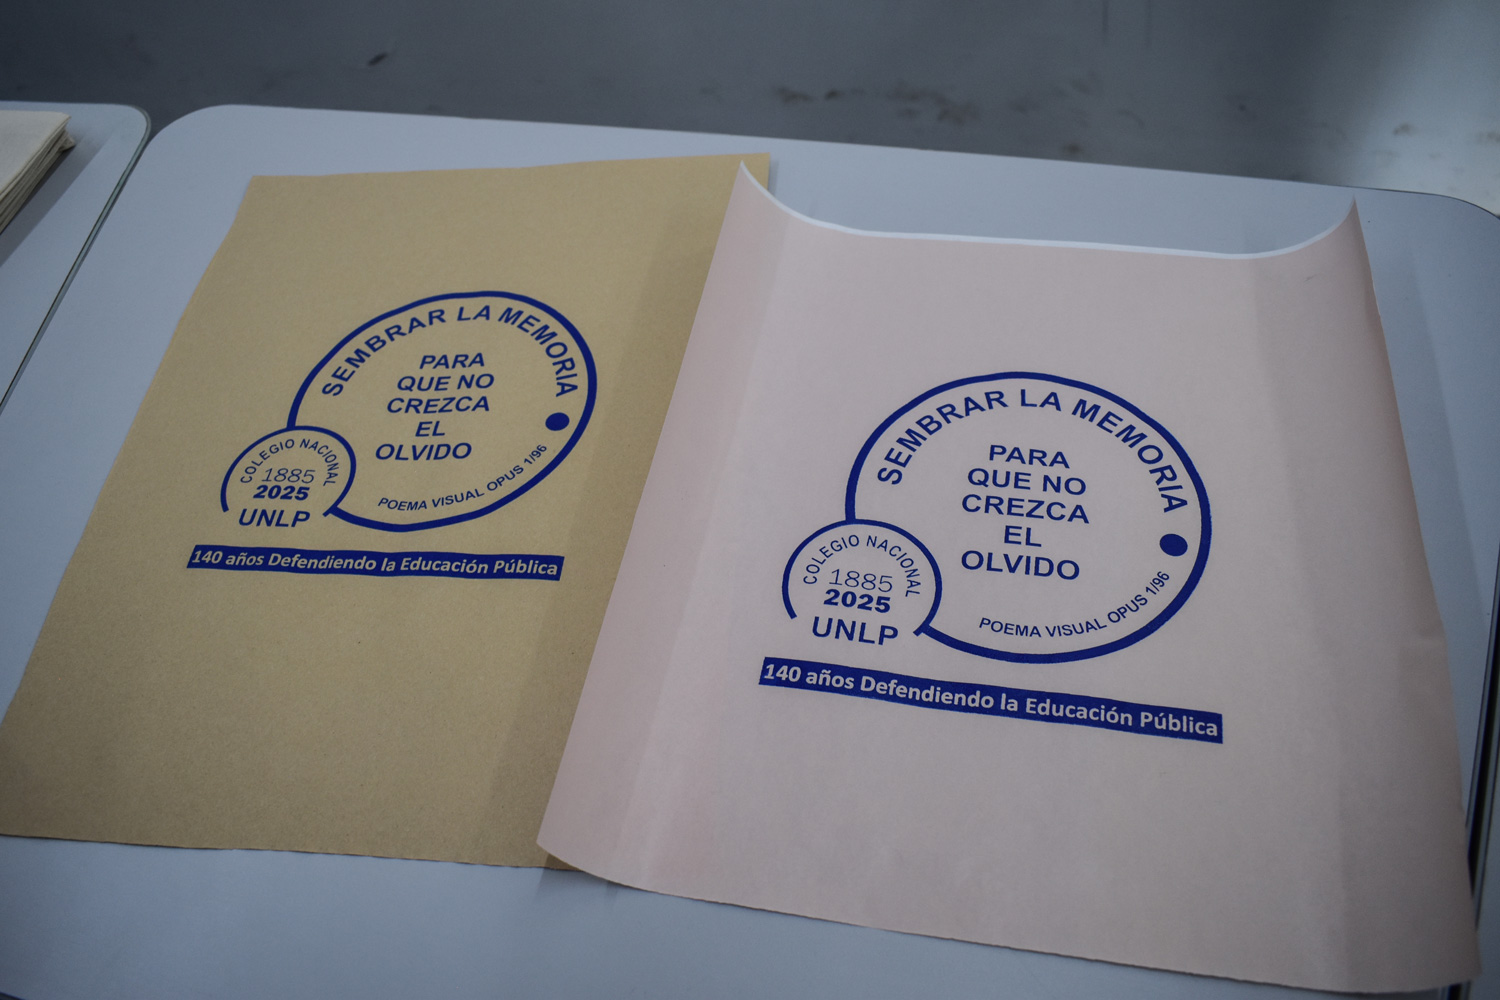 SEMBRAR LA MEMORIA
PARA
QUE NO
CREZCA
EL
OLVIDO
POEMA VISUAL OPUS 1/96
COLEGIO NACIONAL
1885
2025
UNLP
140 años Defendiendo la Educación Pública
SEMBRAR LA MEMORIA
PARA
QUE NO
CREZCA
EL
OLVIDO
POEMA VISUAL OPUS 1/96
COLEGIO NACIONAL
1885
2025
UNLP
140 años Defendiendo la Educación Pública